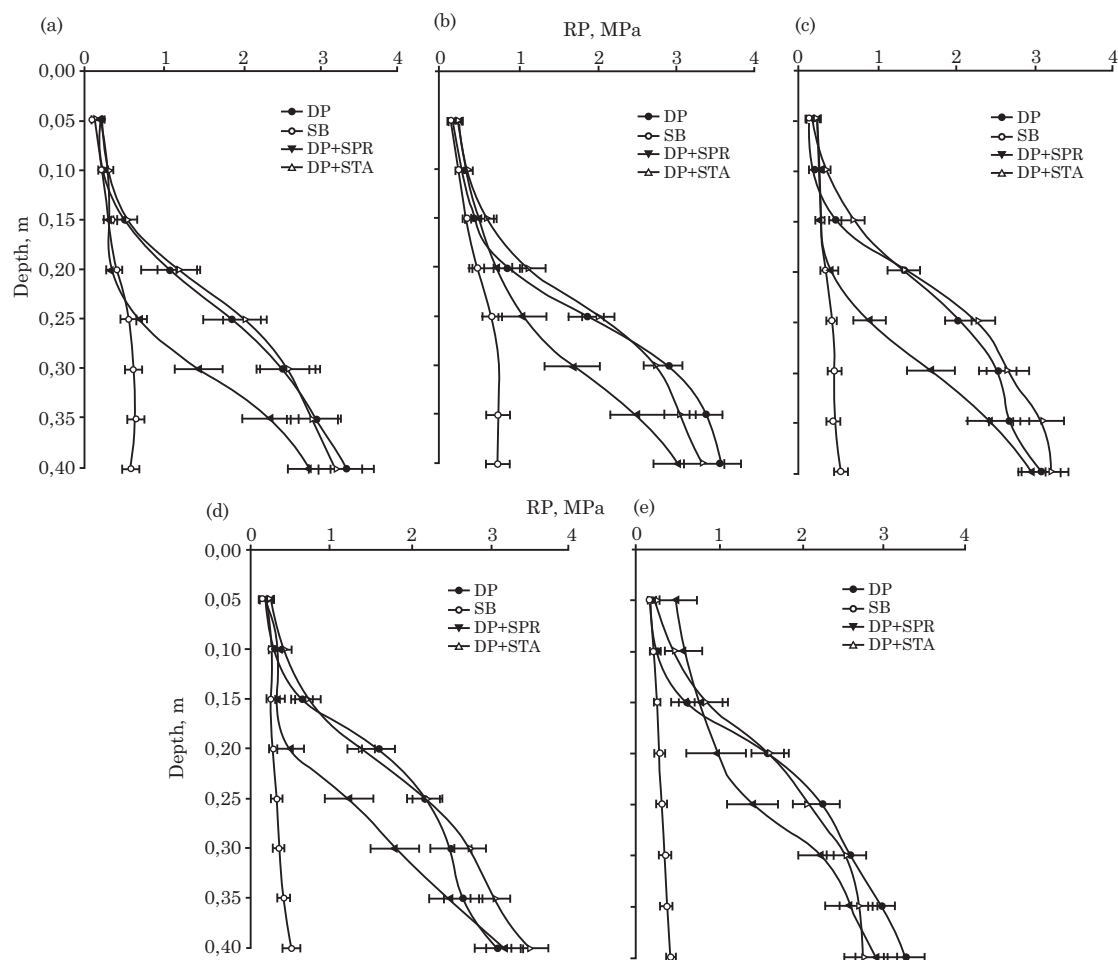 (a)
(b)
RP, MPa
(c)
0 1 2 3 4
0 1 2 3 4
0 1 2 3 4
0,00
0,05
0,10
0,15
0,20
0,25
0,30
0,35
0,40
Depth, m
DP
SB
DP+SPR
DP+STA
DP
SB
DP+SPR
DP+STA
DP
SB
DP+SPR
DP+STA
(d)
RP, MPa
(e)
0 1 2 3 4
0 1 2 3 4
0,00
0,05
0,10
0,15
0,20
0,25
0,30
0,35
0,40
Depth, m
DP
SB
DP+SPR
DP+STA
DP
SB
DP+SPR
DP+STA